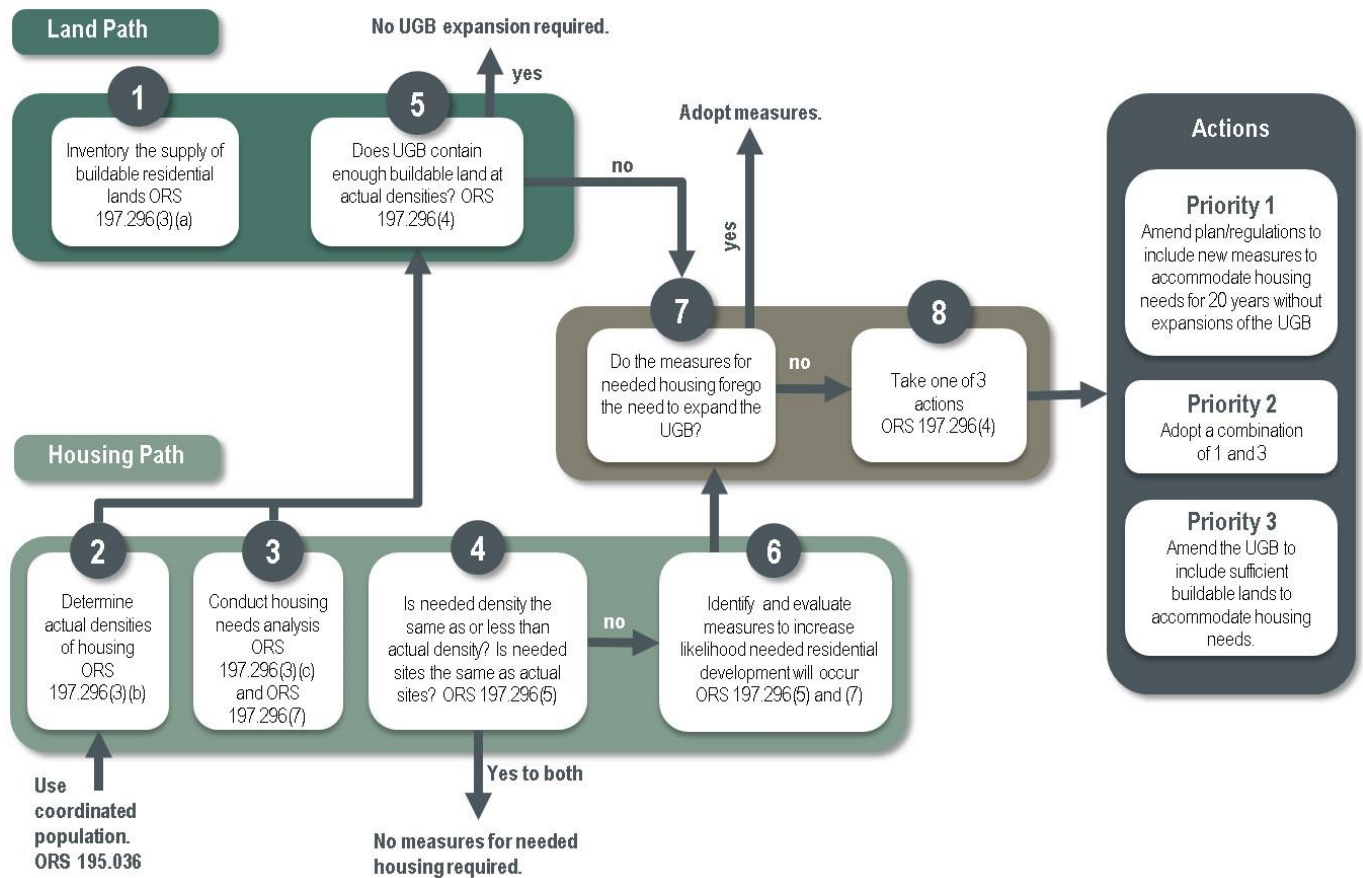 Land Path
No UGB expansion required.
yes
1
Inventory the supply of
buildable residential
lands ORS
197.296(3)(a)
5
Does UGB contain
enough buildable land at
actual densities? ORS
197.296(4)
no
Adopt measures.
yes
7
Do the measures for
needed housing forego
the need to expand the
UGB?
no
8
Take one of 3
actions
ORS 197.296(4)
Actions
Priority 1
Amend plan/regulations to
include new measures to
accommodate housing
needs for 20 years without
expansions of the UGB
Priority 2
Adopt a combination
of 1 and 3
Priority 3
Amend the UGB to
include sufficient
buildable lands to
accommodate housing
needs.
Housing Path
2
Determine
actual densities
of housing
ORS
197.296(3)(b)
3
Conduct housing
needs analysis
ORS
197.296(3)(c)
and ORS
197.296(7)
4
Is needed density the
same as or less than
actual density? Is needed
sites the same as actual
sites? ORS 197.296(5)
no
6
Identify and evaluate
measures to increase
likelihood needed residential
development will occur
ORS 197.296(5) and (7)
Use
coordinated
population.
ORS 195.036
Yes to both
No measures for needed
housing required.